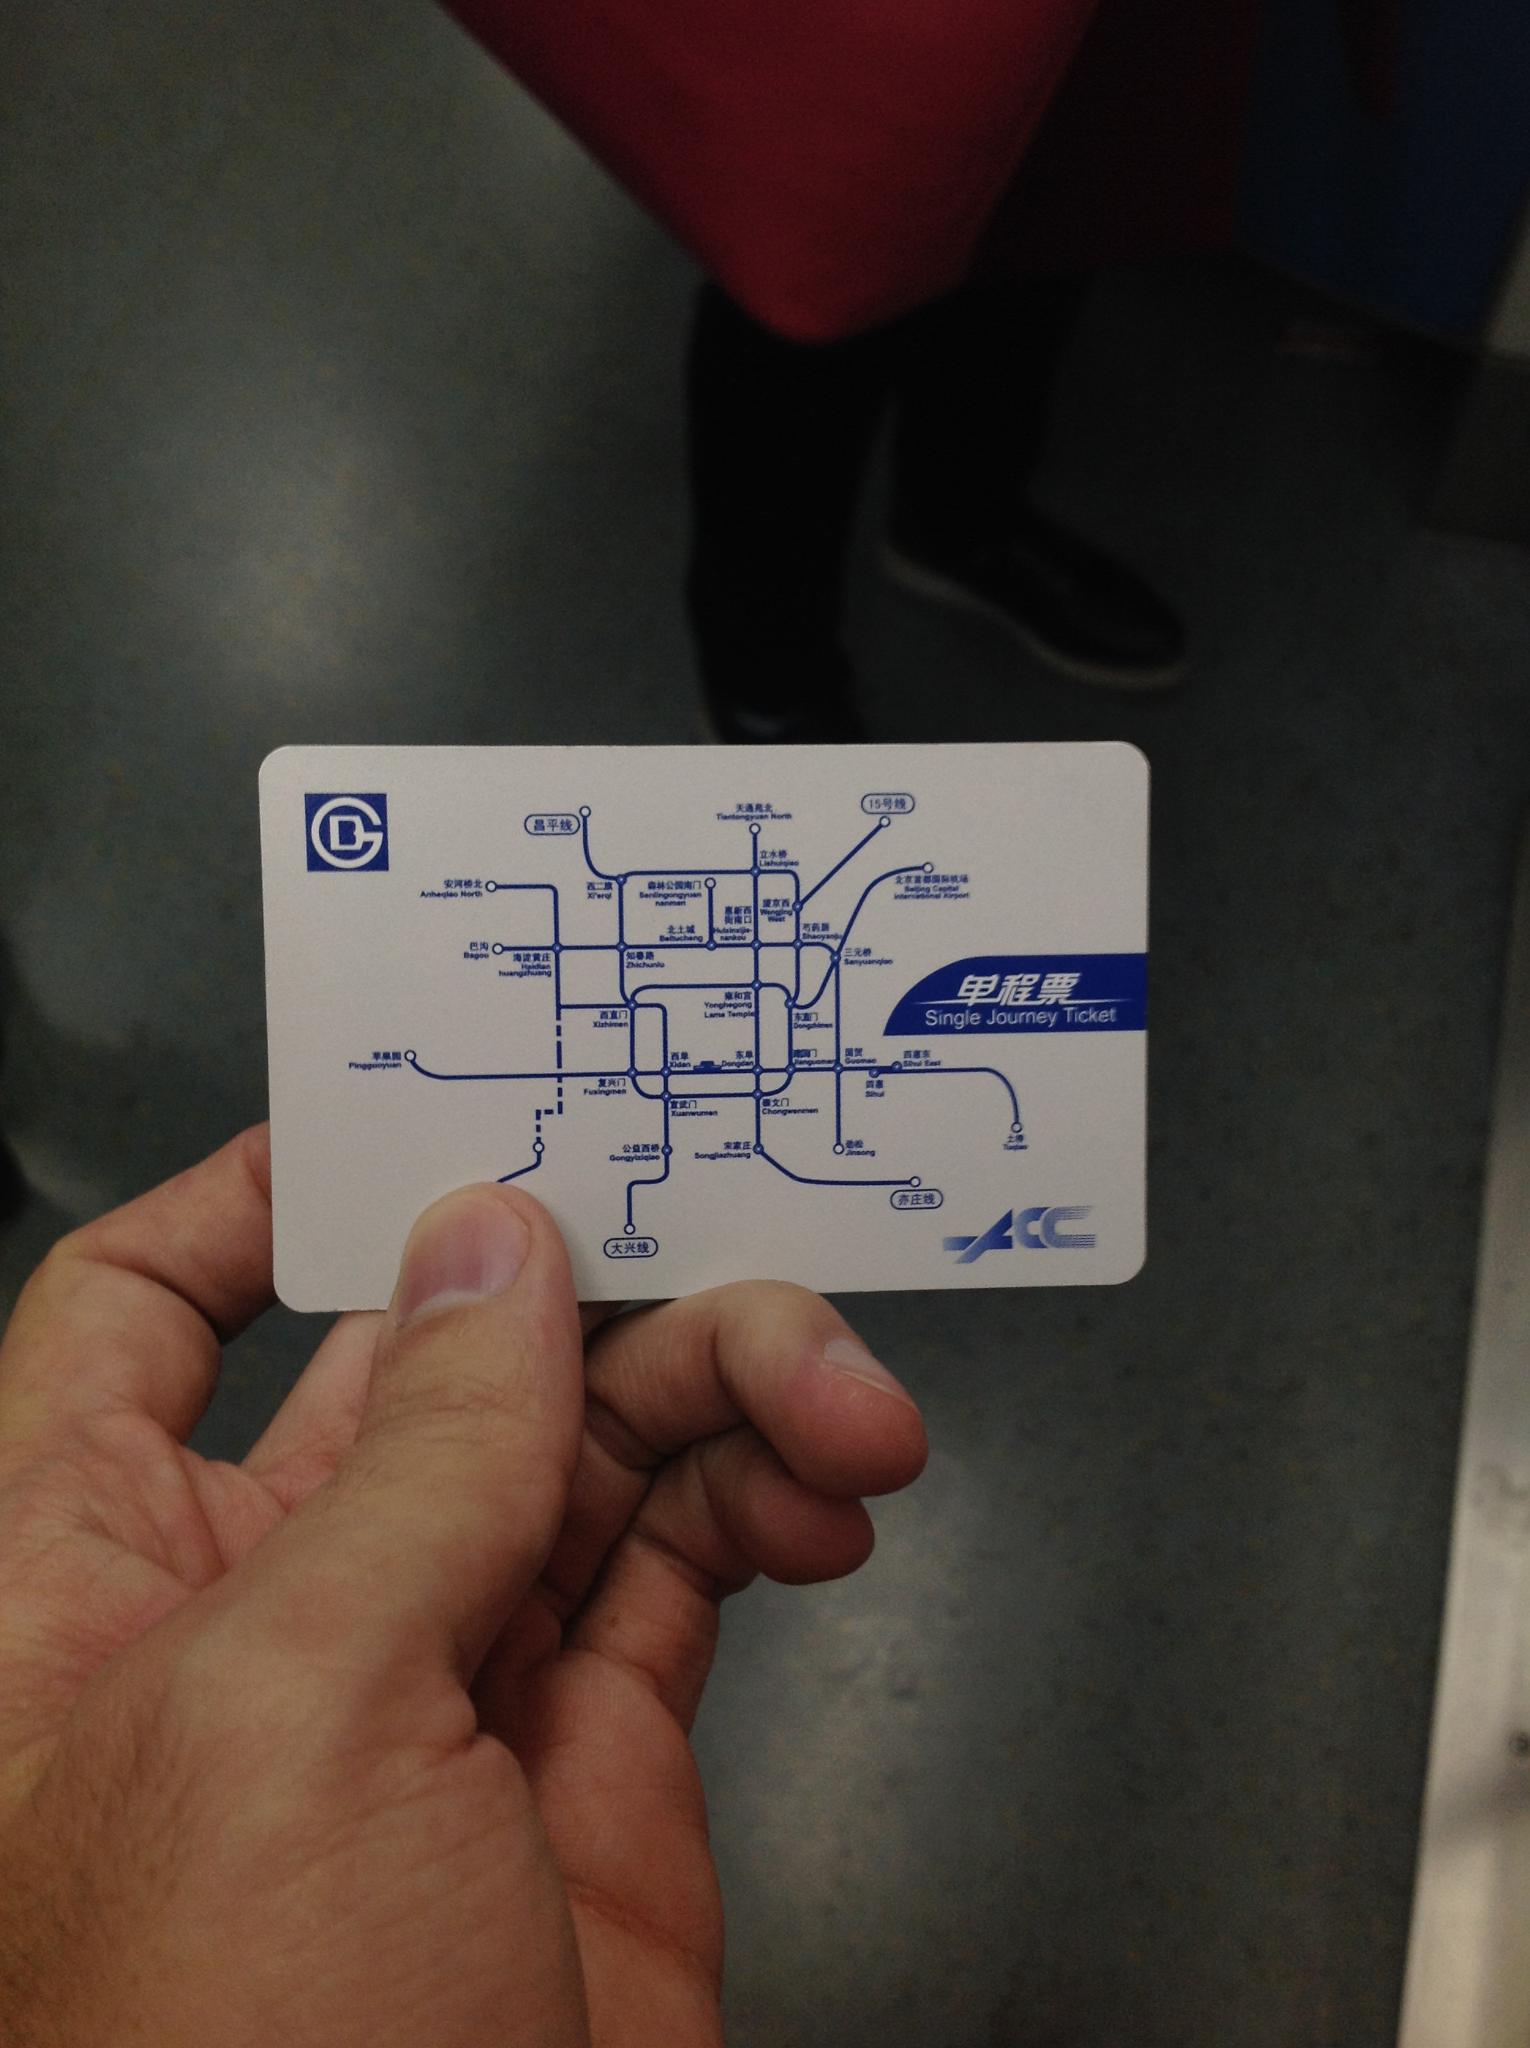 昌平线
天通苑北
Tiantongyuan North
15号线
立水桥
Lishuiqiao
安河桥北
Anheqiao North
西二旗
Xi'erqi
森林公园南门
Senlingongyuan
nanmen
北京首都国际机场
Beijing Capital
International Airport
望京西
Wangjing
West
惠新西
街南口
Huixinxijie-
nankou
北土城
Beitucheng
芍药居
Shaoyaoju
巴沟
Bagou
海淀黄庄
Haidian
huangzhuang
知春路
Zhichunlu
三元桥
Sanyuanqiao
单程票
Single Journey Ticket
雍和宫
Yonghegong
Lama Temple
西直门
Xizhimen
东直门
Dongzhimen
苹果园
Pingguoyuan
西单
Xidan
东单
Dongdan
建国门
Jianguomen
国贸
Guomao
四惠东
Sihui East
四惠
Sihui
复兴门
Fuxingmen
宣武门
Xuanwumen
崇文门
Chongwenmen
土桥
Tuqiao
公益西桥
Gongyixiqiao
宋家庄
Songjiazhuang
劲松
Jinsong
亦庄线
大兴线
ACC